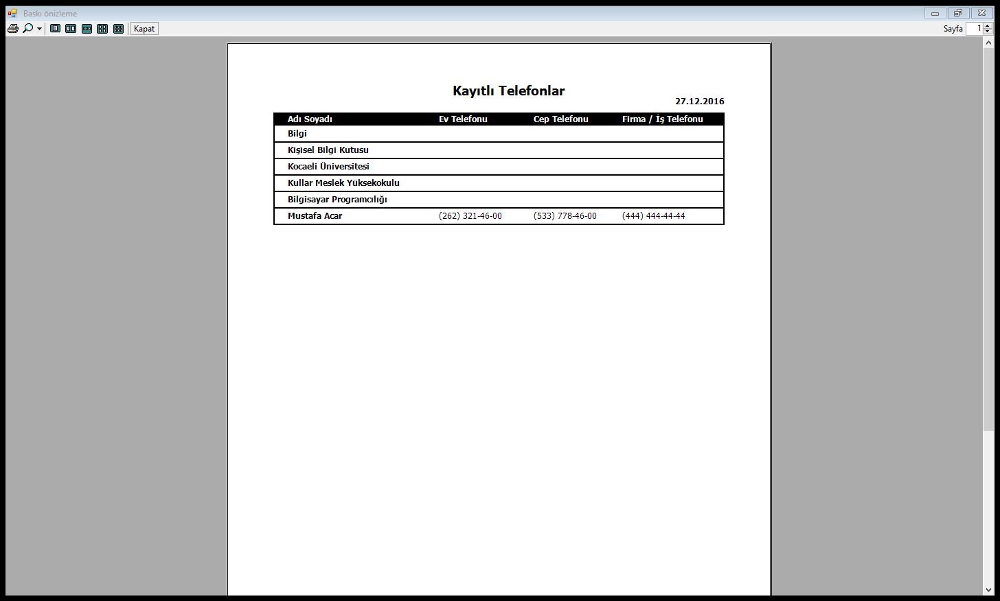 Baskı önizleme
Kapat
Sayfa 1
Kayıtlı Telefonlar
27.12.2016
Adı Soyadı Ev Telefonu Cep Telefonu Firma / İş Telefonu
Bilgi
Kişisel Bilgi Kutusu
Kocaeli Üniversitesi
Kullar Meslek Yüksekokulu
Bilgisayar Programcılığı
Mustafa Acar (262) 321-46-00 (533) 778-46-00 (444) 444-44-44